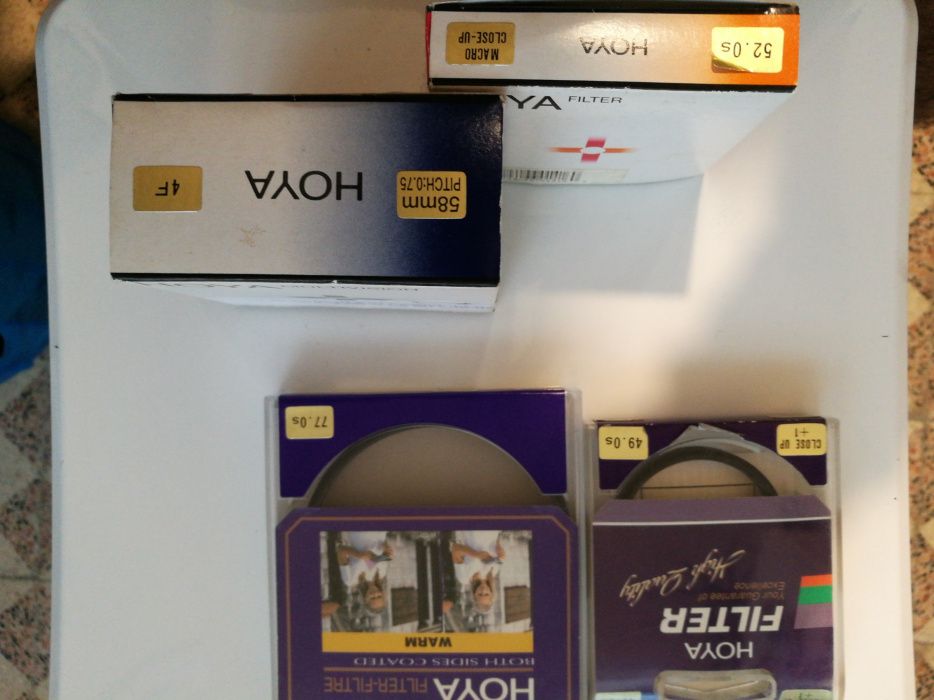 52.0s
HOYA
MACRO
CLOSE-UP
YA FILTER
58mm
PITCH:0.75
HOYA
4F
77.0s
HOYA
FILTER-FILTRE
BOTH SIDES COATED
WARM
CLOSE UP
+1
49.0s
HOYA
FILTER
Your Guarantee of
Excellence
High Quality